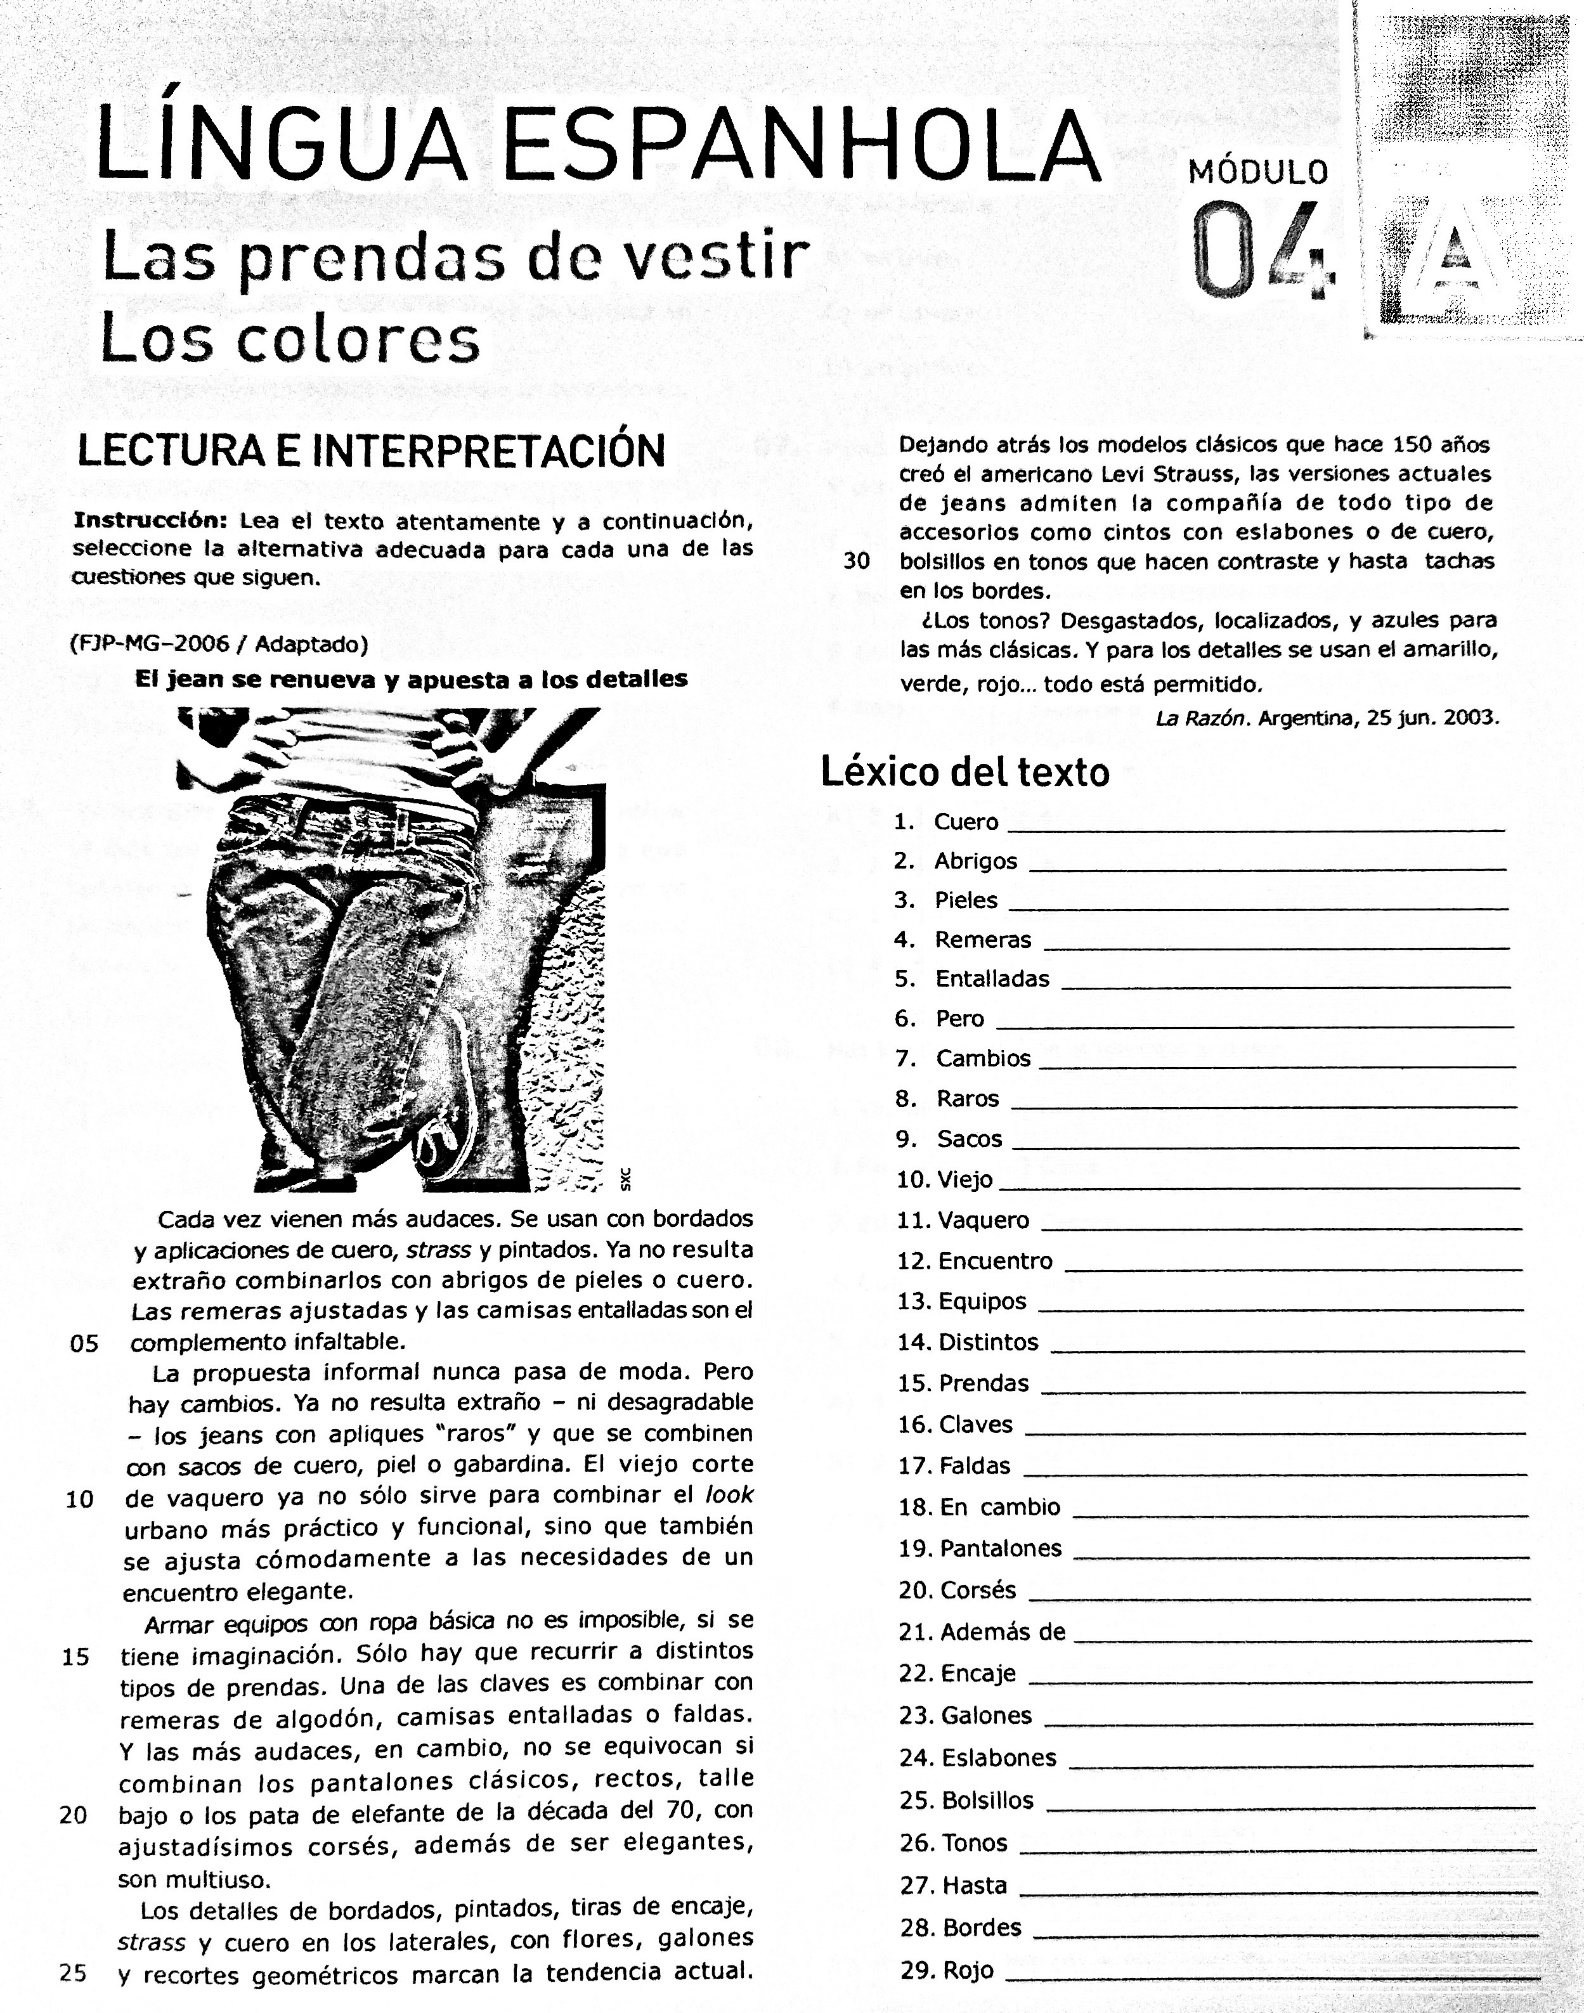 LÍNGUA ESPANHOLA
Las prendas de vestir
Los colores
MÓDULO
04
A
LECTURA E INTERPRETACIÓN
Instrucción: Lea el texto atentamente y a continuación,
seleccione la alternativa adecuada para cada una de las
cuestiones que siguen.
(FJP-MG–2006 / Adaptado)
El jean se renueva y apuesta a los detalles
SXC
Cada vez vienen más audaces. Se usan con bordados
y aplicaciones de cuero, strass y pintados. Ya no resulta
extraño combinarlos con abrigos de pieles o cuero.
Las remeras ajustadas y las camisas entalladas son el
05 complemento infaltable.
La propuesta informal nunca pasa de moda. Pero
hay cambios. Ya no resulta extraño – ni desagradable
– los jeans con apliques “raros” y que se combinen
con sacos de cuero, piel o gabardina. El viejo corte
10 de vaquero ya no sólo sirve para combinar el look
urbano más práctico y funcional, sino que también
se ajusta cómodamente a las necesidades de un
encuentro elegante.
Armar equipos con ropa básica no es imposible, si se
15 tiene imaginación. Sólo hay que recurrir a distintos
tipos de prendas. Una de las claves es combinar con
remeras de algodón, camisas entalladas o faldas.
Y las más audaces, en cambio, no se equivocan si
combinan los pantalones clásicos, rectos, talle
20 bajo o los pata de elefante de la década del 70, con
ajustadísimos corsés, además de ser elegantes,
son multiuso.
Los detalles de bordados, pintados, tiras de encaje,
strass y cuero en los laterales, con flores, galones
25 y recortes geométricos marcan la tendencia actual.
Dejando atrás los modelos clásicos que hace 150 años
creó el americano Levi Strauss, las versiones actuales
de jeans admiten la compañía de todo tipo de
accesorios como cintos con eslabones o de cuero,
30 bolsillos en tonos que hacen contraste y hasta tachas
en los bordes.
¿Los tonos? Desgastados, localizados, y azules para
las más clásicas. Y para los detalles se usan el amarillo,
verde, rojo... todo está permitido.
La Razón. Argentina, 25 jun. 2003.
Léxico del texto
1. Cuero
2. Abrigos
3. Pieles
4. Remeras
5. Entalladas
6. Pero
7. Cambios
8. Raros
9. Sacos
10. Viejo
11. Vaquero
12. Encuentro
13. Equipos
14. Distintos
15. Prendas
16. Claves
17. Faldas
18. En cambio
19. Pantalones
20. Corsés
21. Además de
22. Encaje
23. Galones
24. Eslabones
25. Bolsillos
26. Tonos
27. Hasta
28. Bordes
29. Rojo